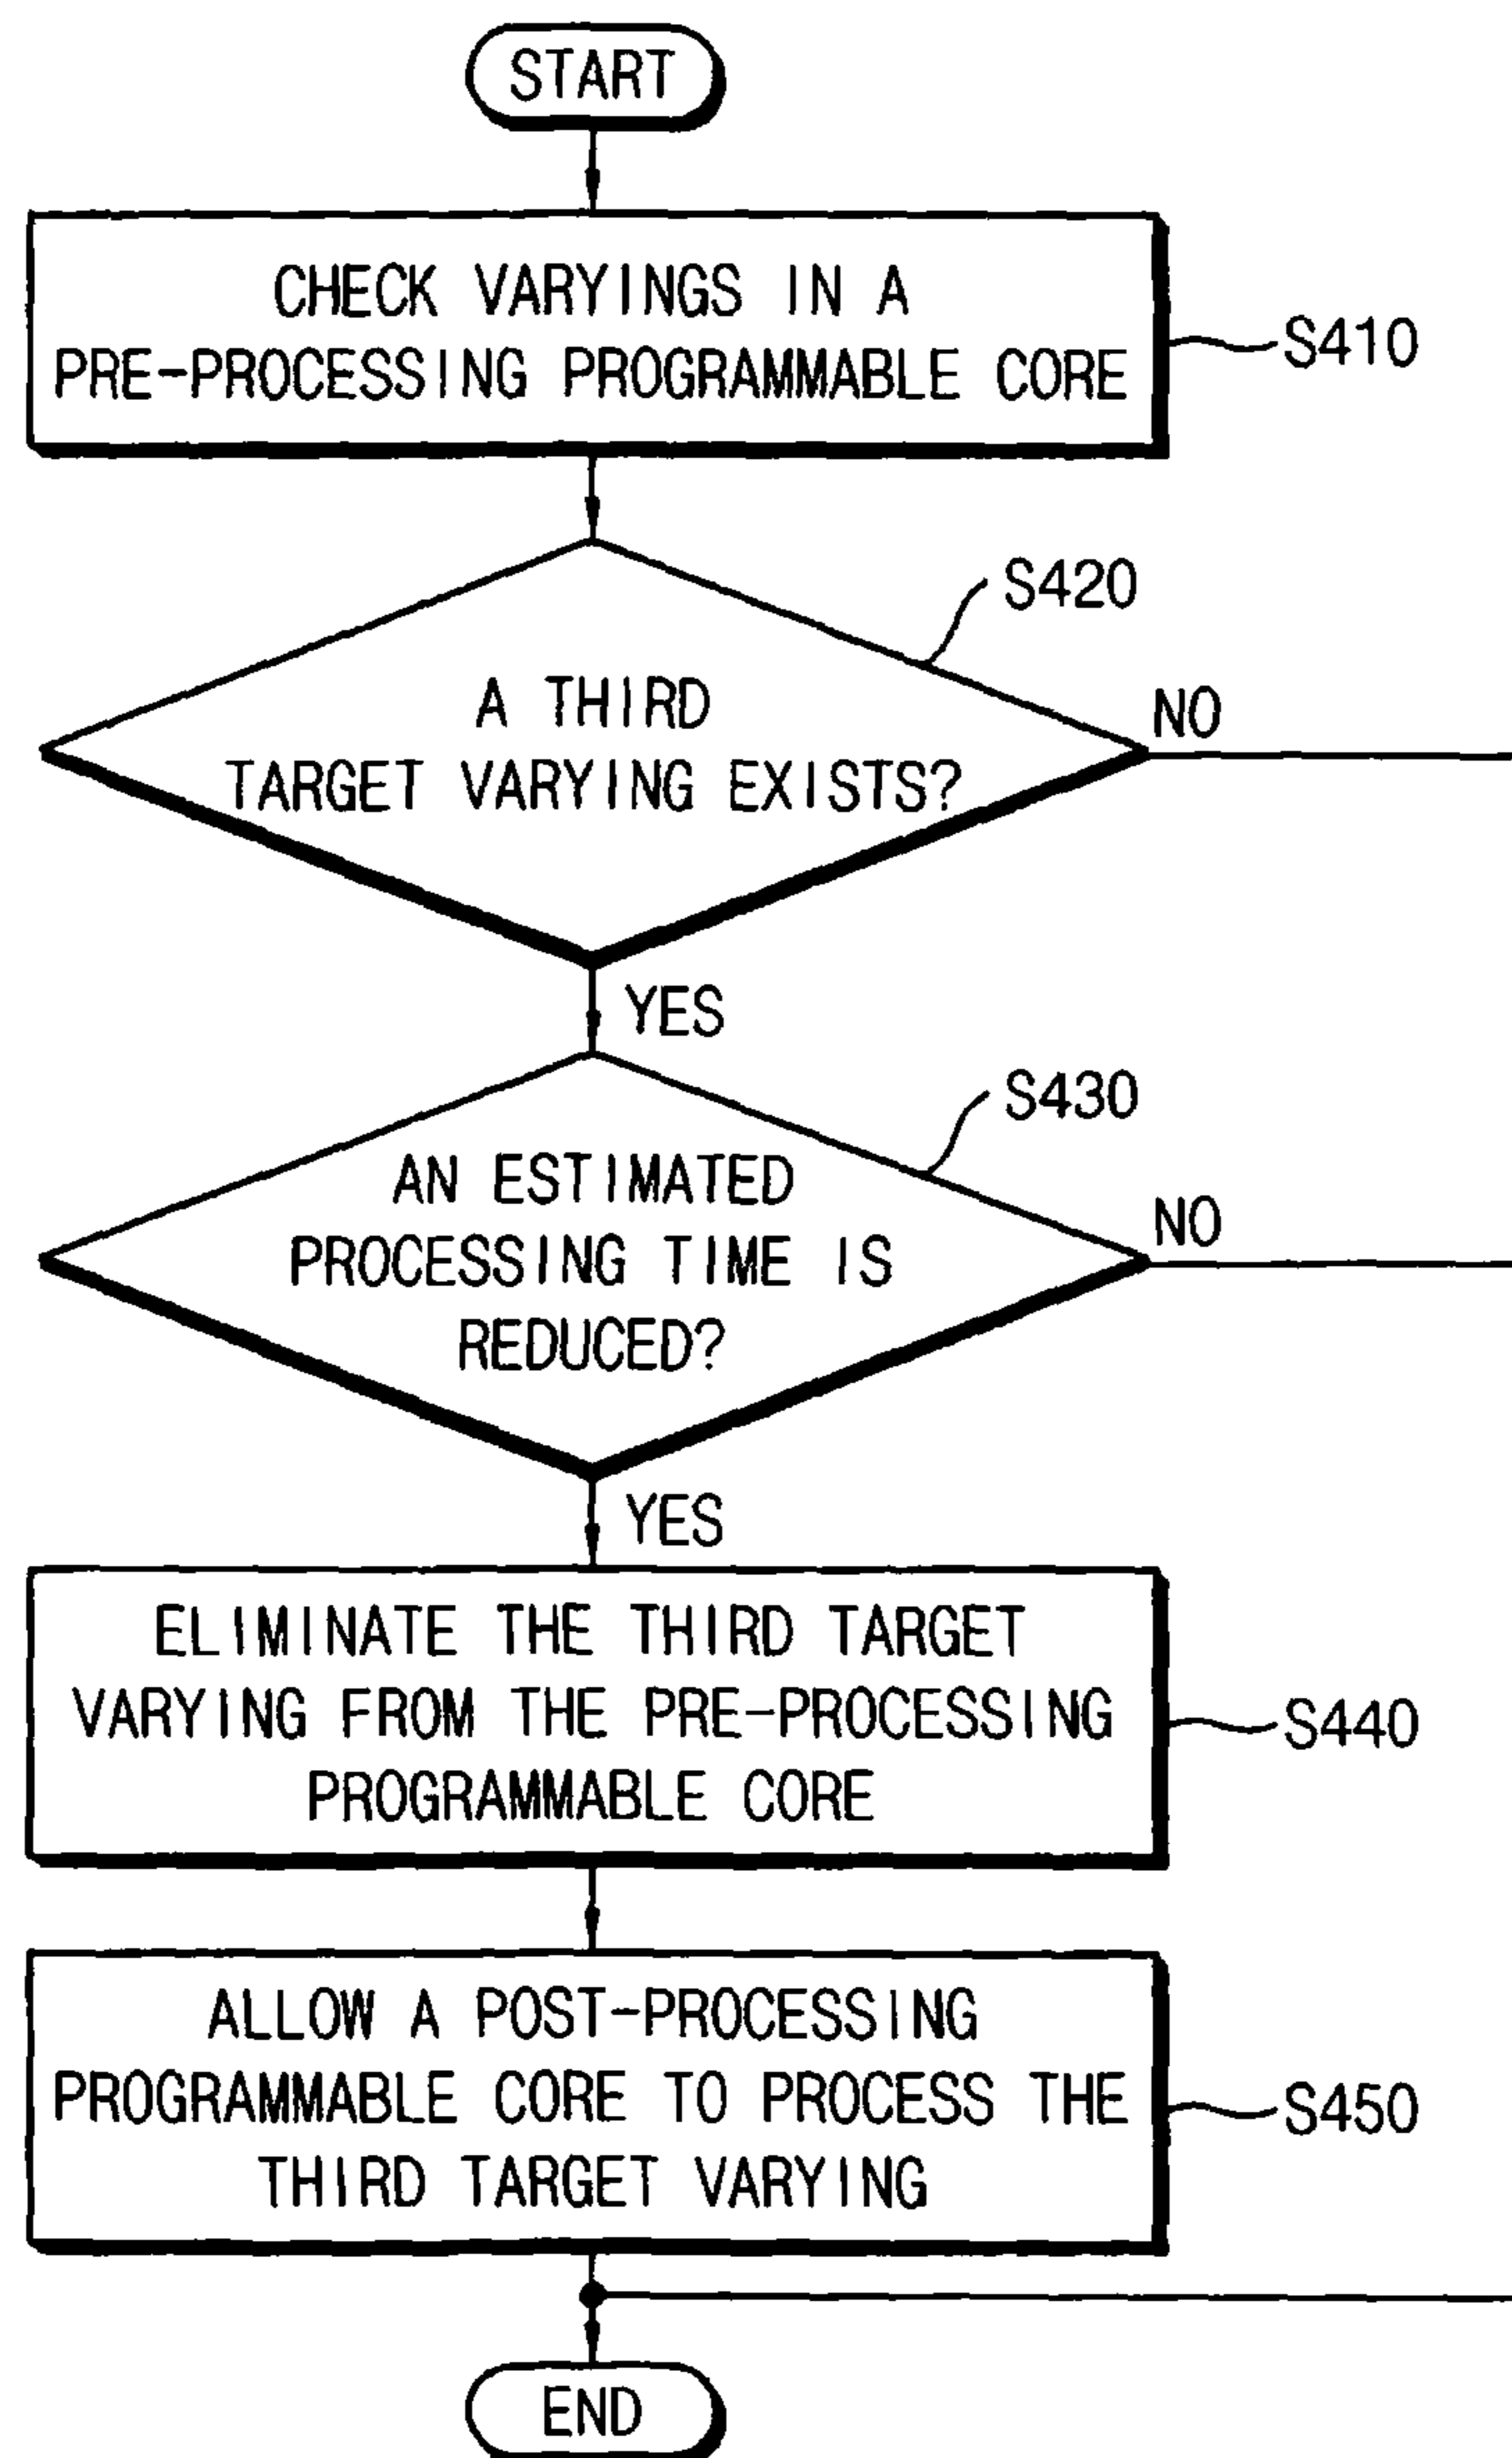 START
CHECK VARYINGS IN A
PRE-PROCESSING PROGRAMMABLE CORE
S410
S420
A THIRD
TARGET VARYING EXISTS?
NO
YES
S430
AN ESTIMATED
PROCESSING TIME IS
REDUCED?
NO
YES
ELIMINATE THE THIRD TARGET
VARYING FROM THE PRE-PROCESSING
PROGRAMMABLE CORE
S440
ALLOW A POST-PROCESSING
PROGRAMMABLE CORE TO PROCESS THE
THIRD TARGET VARYING
S450
END